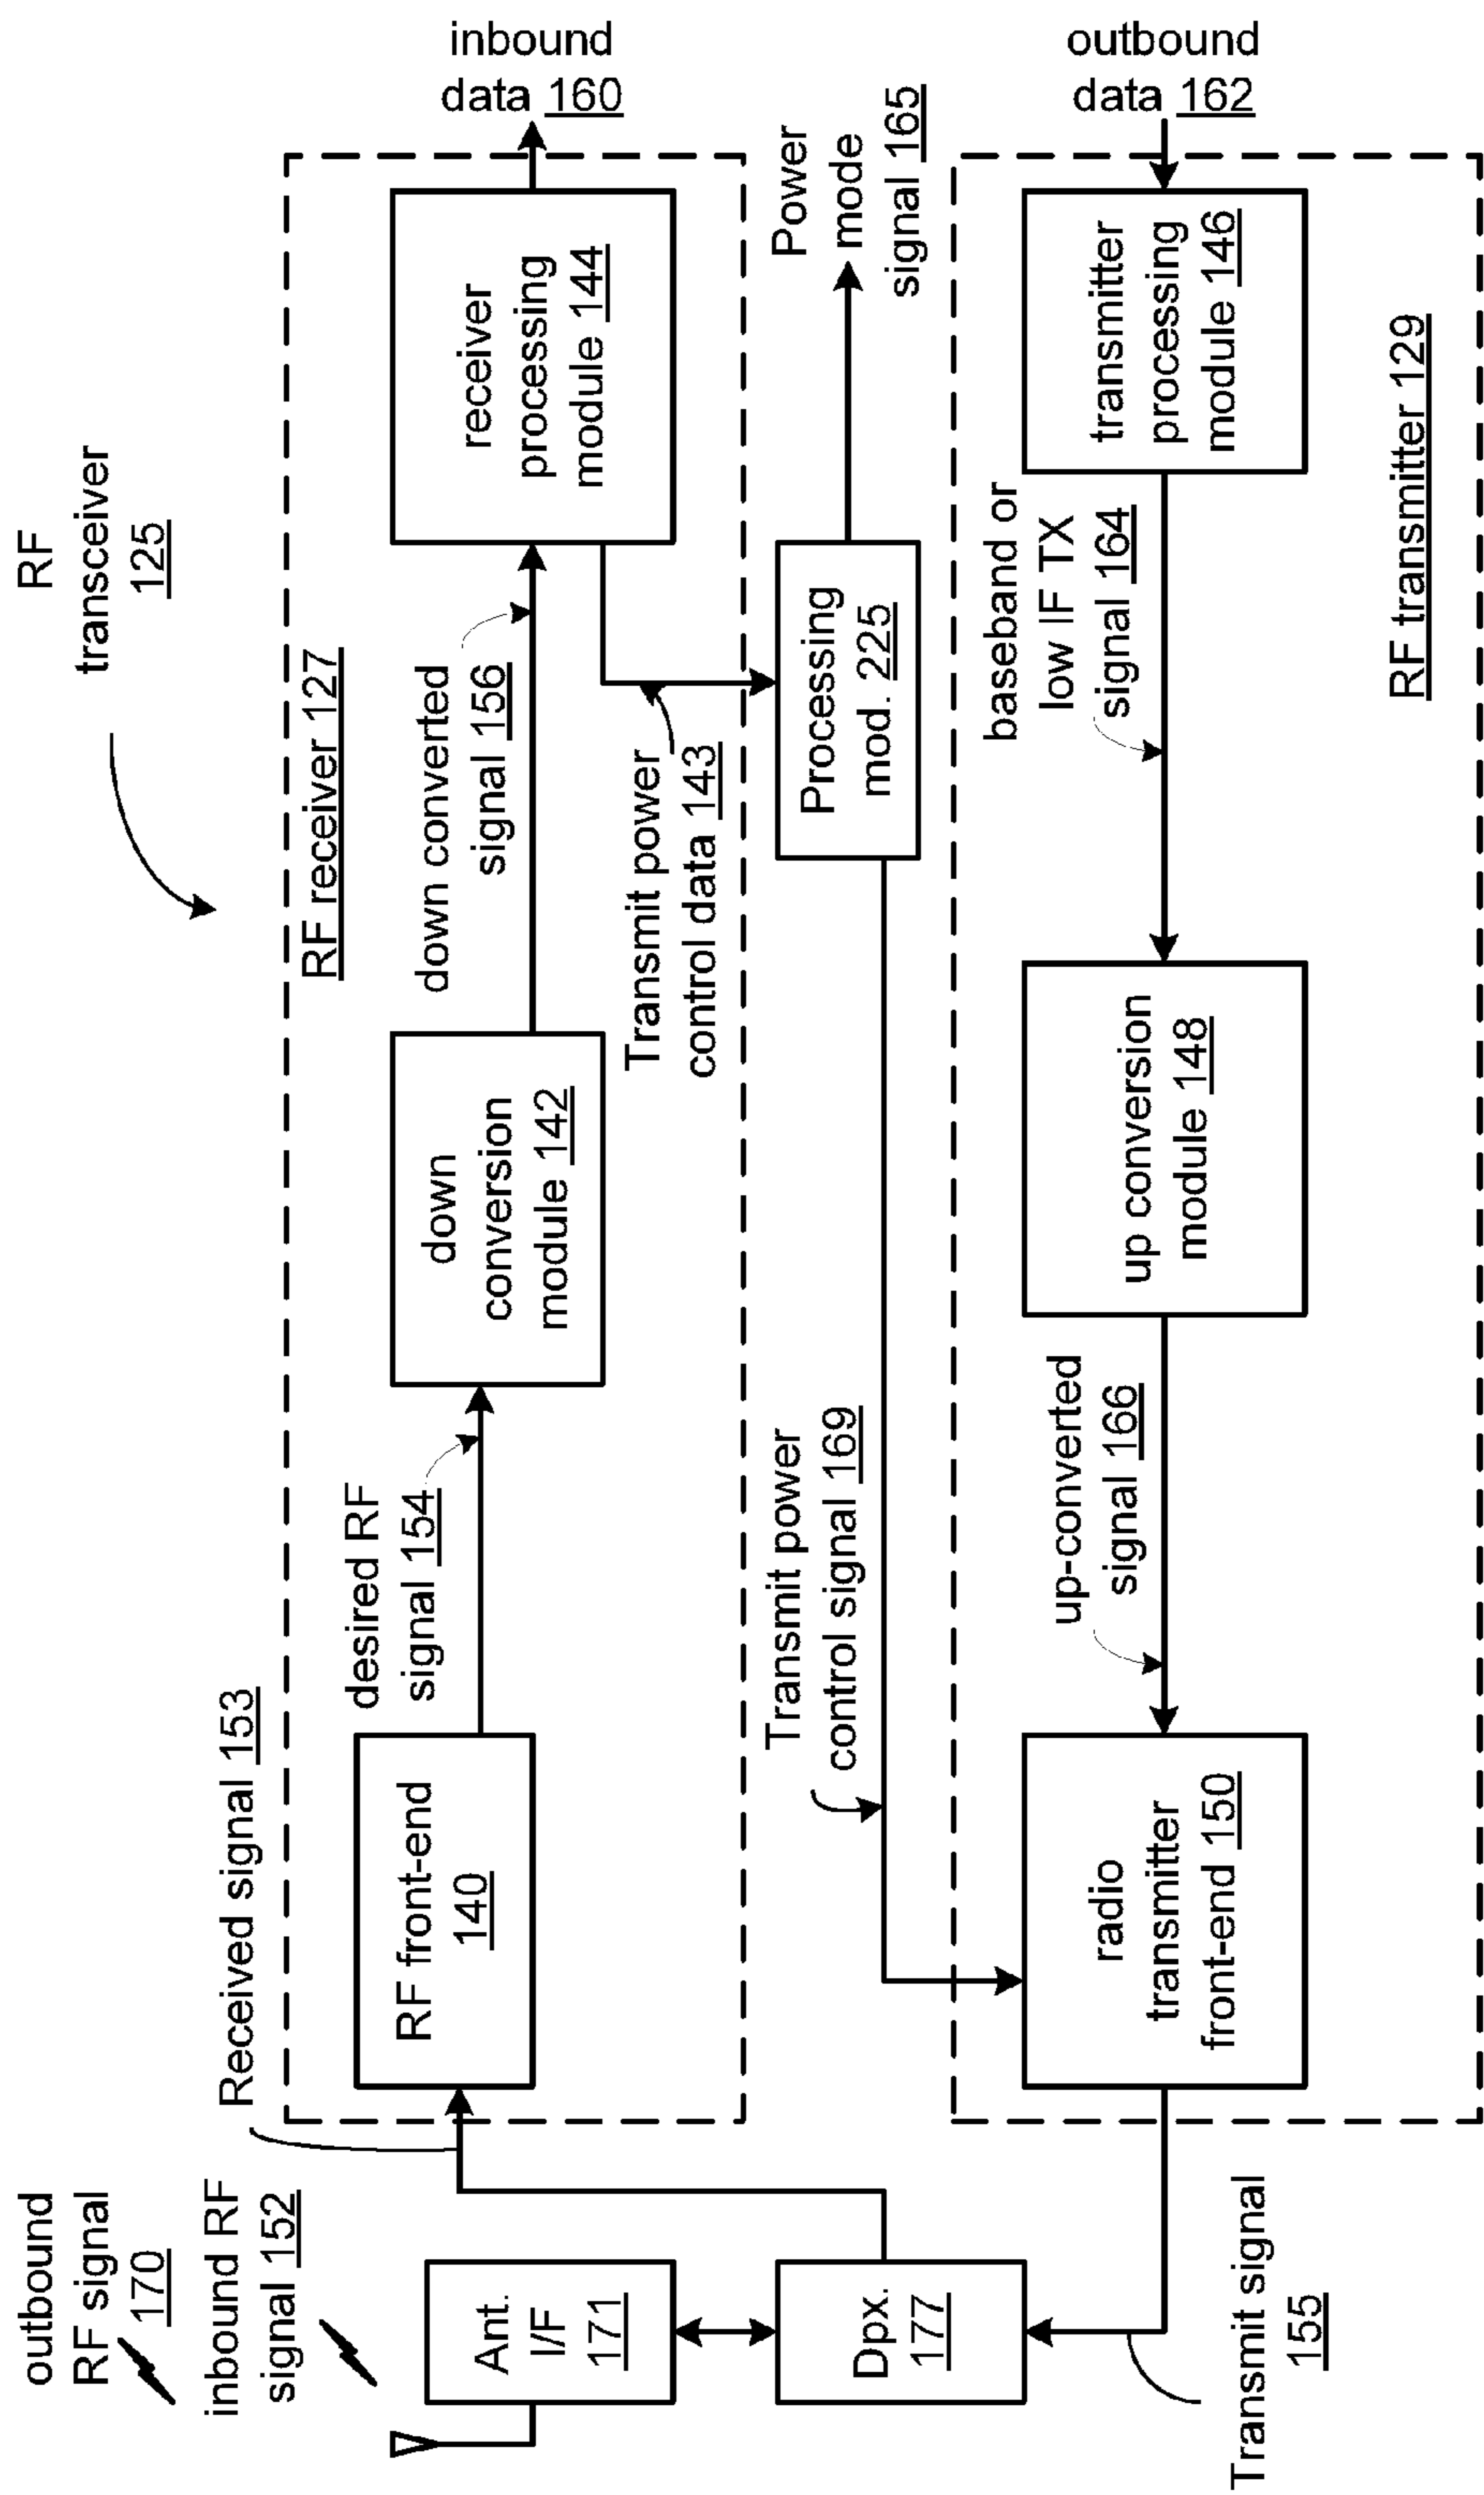 RF
transceiver
125
outbound
RF signal
170
inbound RF
signal 152
Received signal 153
RF receiver 127
RF front-end
140
desired RF
signal 154
down
conversion
module 142
down converted
signal 156
receiver
processing
module 144
inbound
data 160
Ant.
I/F
171
Transmit power
control data 143
Processing
mod. 225
Power
mode
signal 165
Transmit power
control signal 169
Dpx.
177
Transmit signal
155
radio
transmitter
front-end 150
up-converted
signal 166
up conversion
module 148
baseband or
low IF TX
signal 164
transmitter
processing
module 146
outbound
data 162
RF transmitter 129